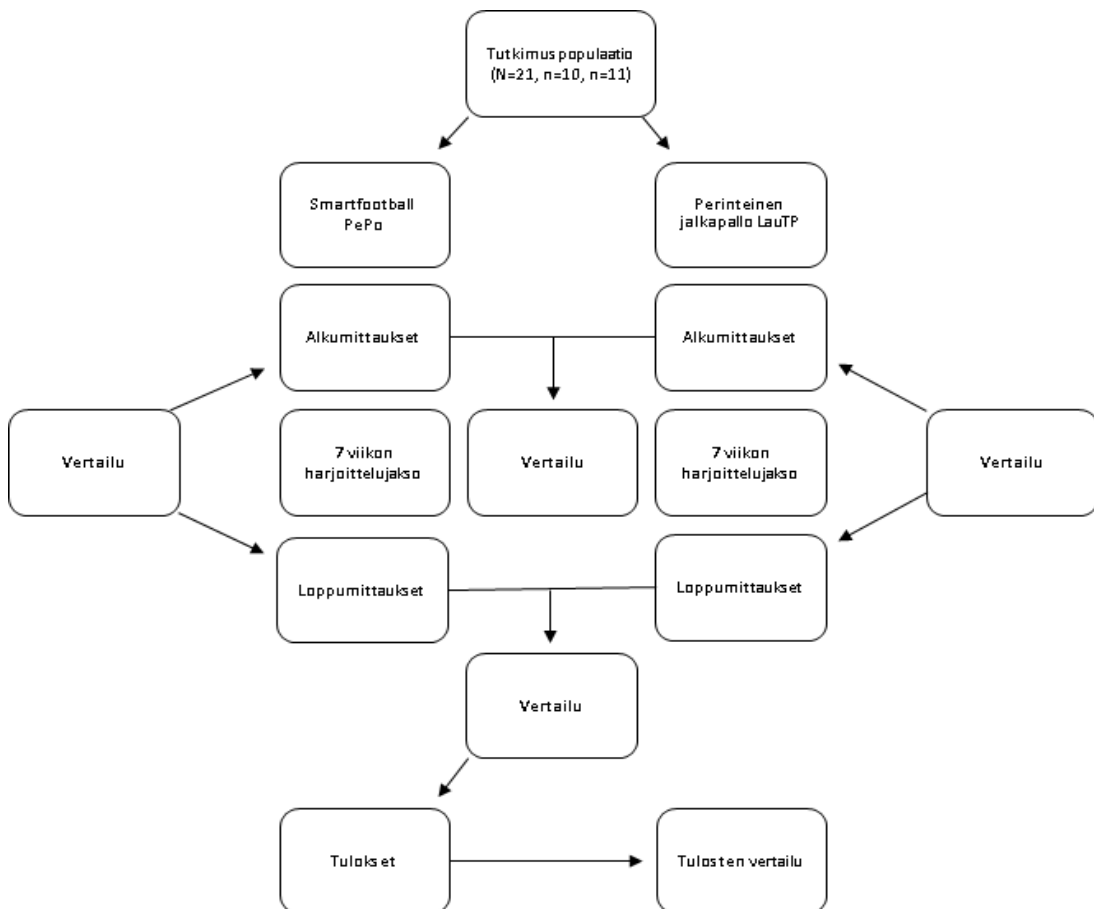 Tutkimus populaatio
(N=21, n=10, n=11)
Smartfootball
PePo
Perinteinen
jalkapallo LauTP
Alkumittaukset
Alkumittaukset
Vertailu
7 viikon
harjoittelujakso
Vertailu
7 viikon
harjoittelujakso
Vertailu
Loppumittaukset
Loppumittaukset
Vertailu
Tulokset
Tulosten vertailu